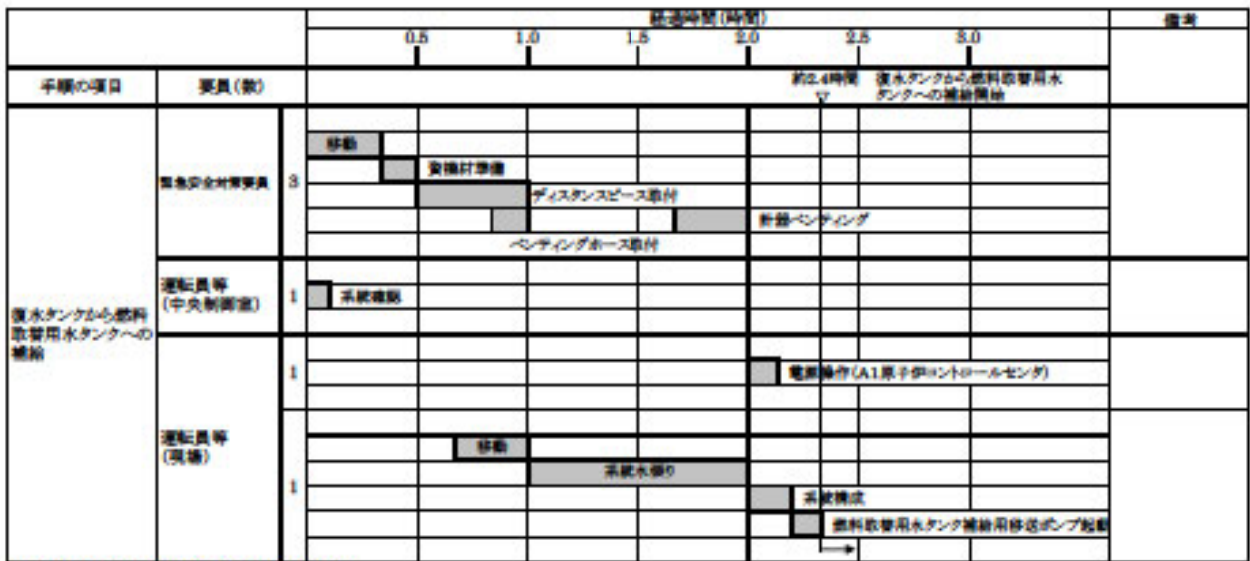 経過時間(時間)
備考
0.5 1.0 1.5 2.0 2.5 3.0
手順の項目
要員(数)
約2.4時間
▽
復水タンクから燃料取替用水
タンクへの補給開始
復水タンクから燃料
取替用水タンクへの
補給
緊急安全対策要員
3
移動
資機材準備
ディスタンスピース取付
計器ベンティング
ベンティングホース取付
運転員等
(中央制御室)
1
系統確認
運転員等
(現場)
1
電源操作(A1原子炉コントロールセンタ)
1
移動
系統水張り
系統構成
燃料取替用水タンク補給用移送ポンプ起動